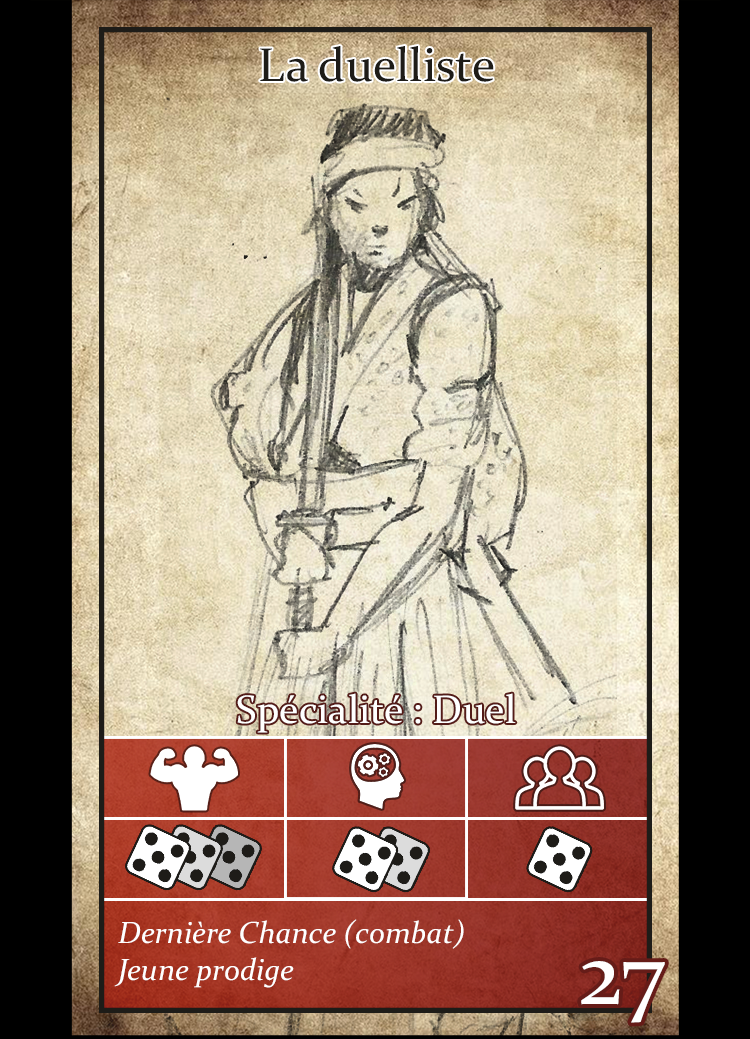 La duelliste
Spécialité : Duel
Dernière Chance (combat)
Jeune prodige
27